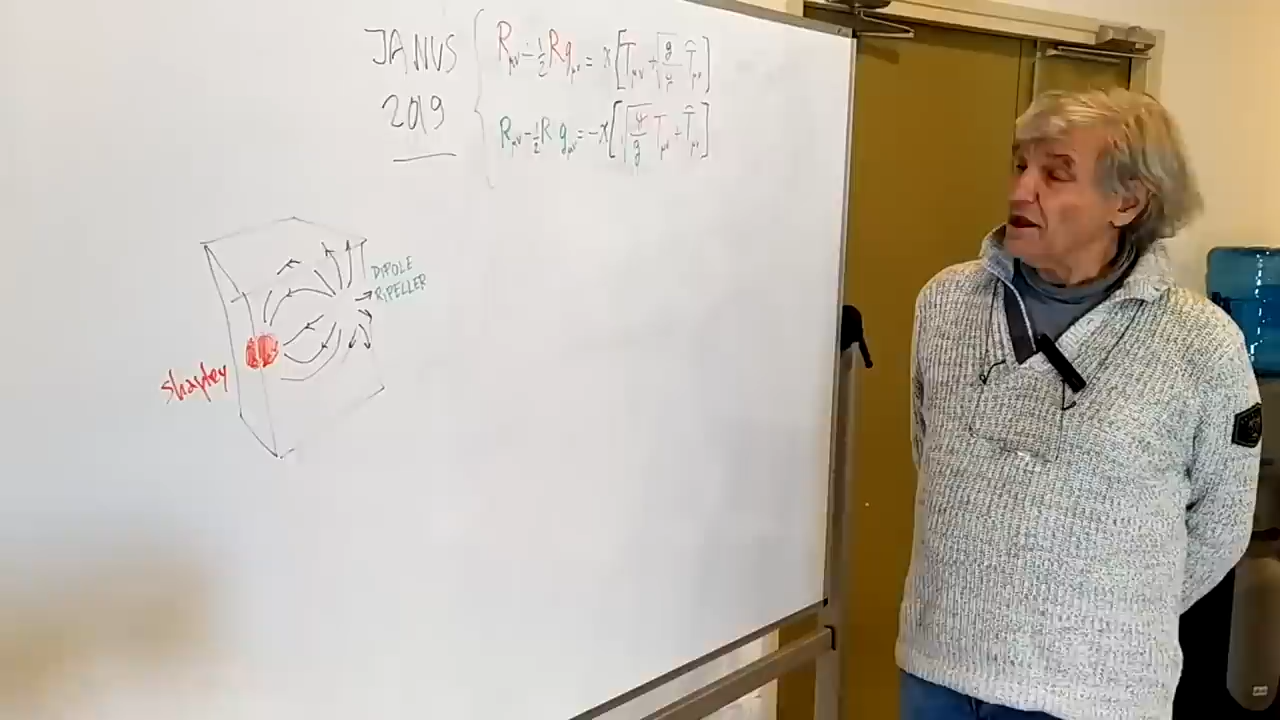 JANUS
2019
R_μν - ½ R g_μν = χ [ T_μν + √(g̅/g) T̂_μν ]
R_μν - ½ R g_μν = -χ [ √(g/g̅) T_μν + T̂_μν ]
DIPOLE
REPELLER
shapley